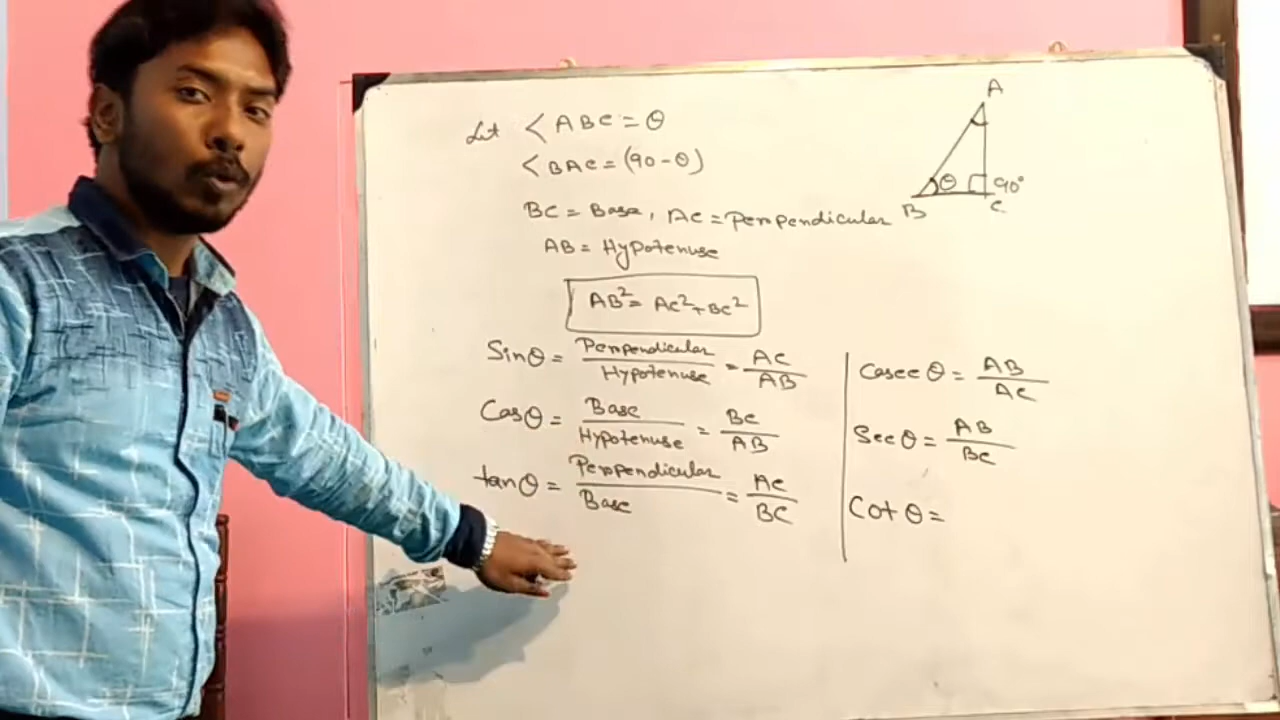 Let < ABC = θ
< BAC = (90 - θ)
BC = Base, AC = Perpendicular
AB = Hypotenuse
AB² = AC² + BC²
Sinθ = Perpendicular / Hypotenuse = AC / AB
Cosθ = Base / Hypotenuse = BC / AB
tanθ = Perpendicular / Base = AC / BC
Cosec θ = AB / AC
Sec θ = AB / BC
Cot θ =
A
θ 90°
B C